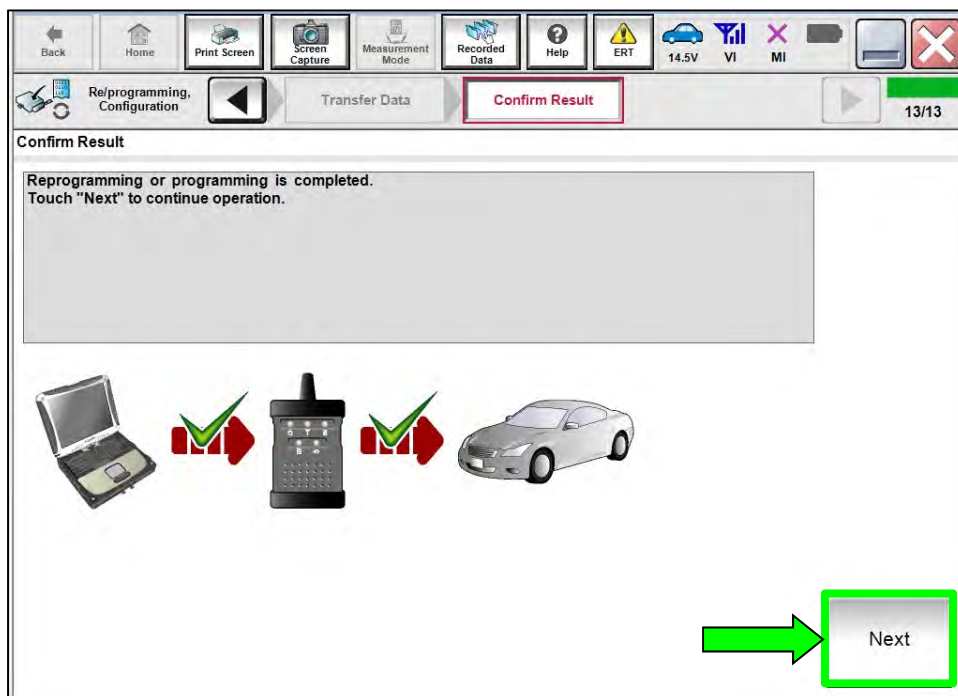 Back
Home
Print Screen
Screen
Capture
Measurement
Mode
Recorded
Data
Help
ERT
14.5V
VI
MI
Re/programming,
Configuration
Transfer Data
Confirm Result
13/13
Confirm Result
Reprogramming or programming is completed.
Touch "Next" to continue operation.
Next